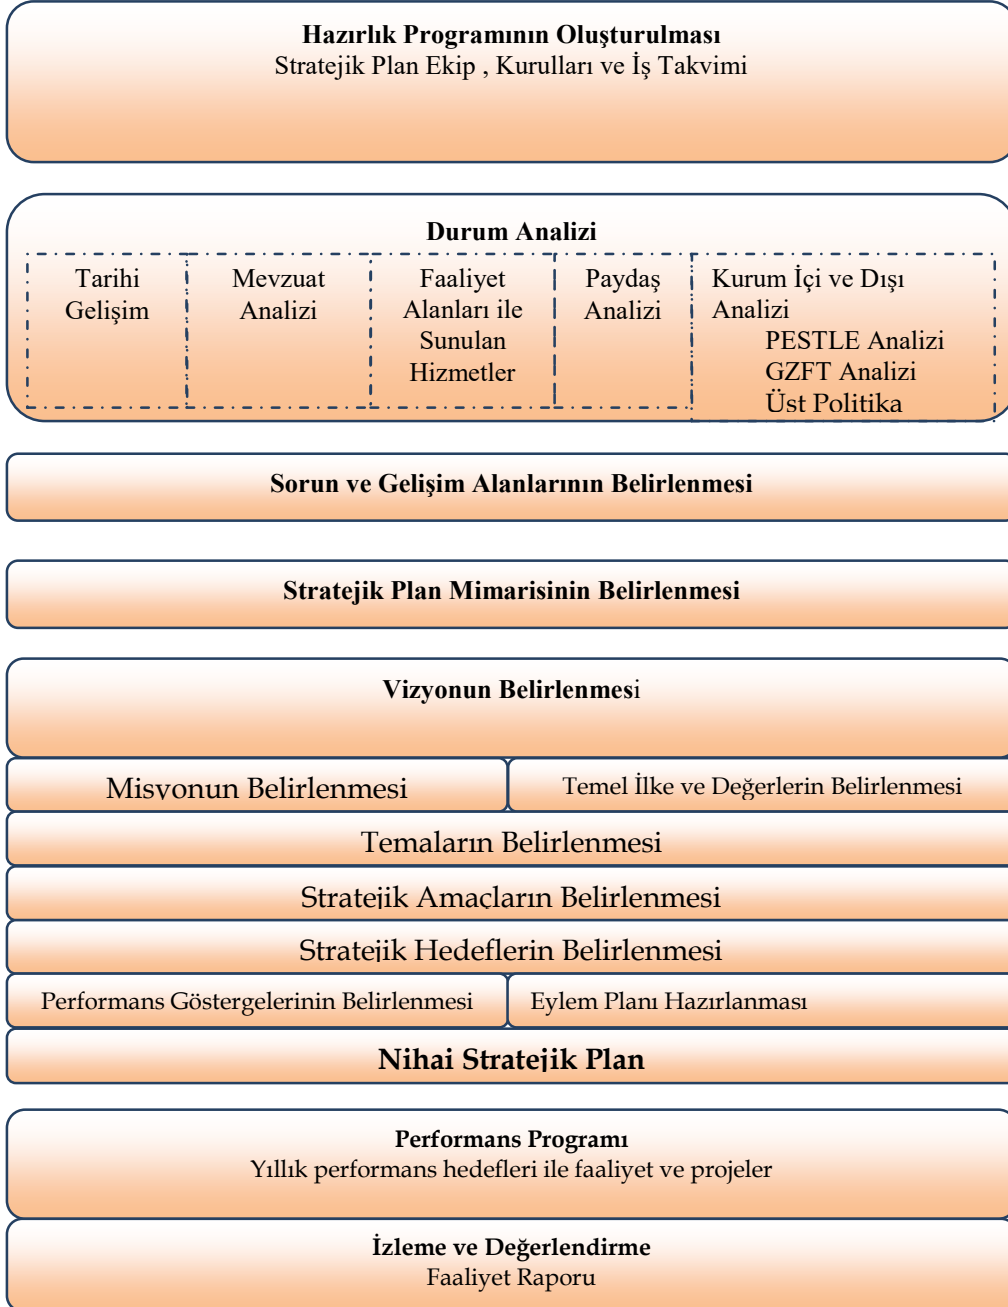 Hazırlık Programının Oluşturulması
Stratejik Plan Ekip , Kurulları ve İş Takvimi
Durum Analizi
Tarihi
Gelişim
Mevzuat
Analizi
Faaliyet
Alanları ile
Sunulan
Hizmetler
Paydaş
Analizi
Kurum İçi ve Dışı
Analizi
PESTLE Analizi
GZFT Analizi
Üst Politika
Sorun ve Gelişim Alanlarının Belirlenmesi
Stratejik Plan Mimarisinin Belirlenmesi
Vizyonun Belirlenmesi
Misyonun Belirlenmesi
Temel İlke ve Değerlerin Belirlenmesi
Temaların Belirlenmesi
Stratejik Amaçların Belirlenmesi
Stratejik Hedeflerin Belirlenmesi
Performans Göstergelerinin Belirlenmesi
Eylem Planı Hazırlanması
Nihai Stratejik Plan
Performans Programı
Yıllık performans hedefleri ile faaliyet ve projeler
İzleme ve Değerlendirme
Faaliyet Raporu